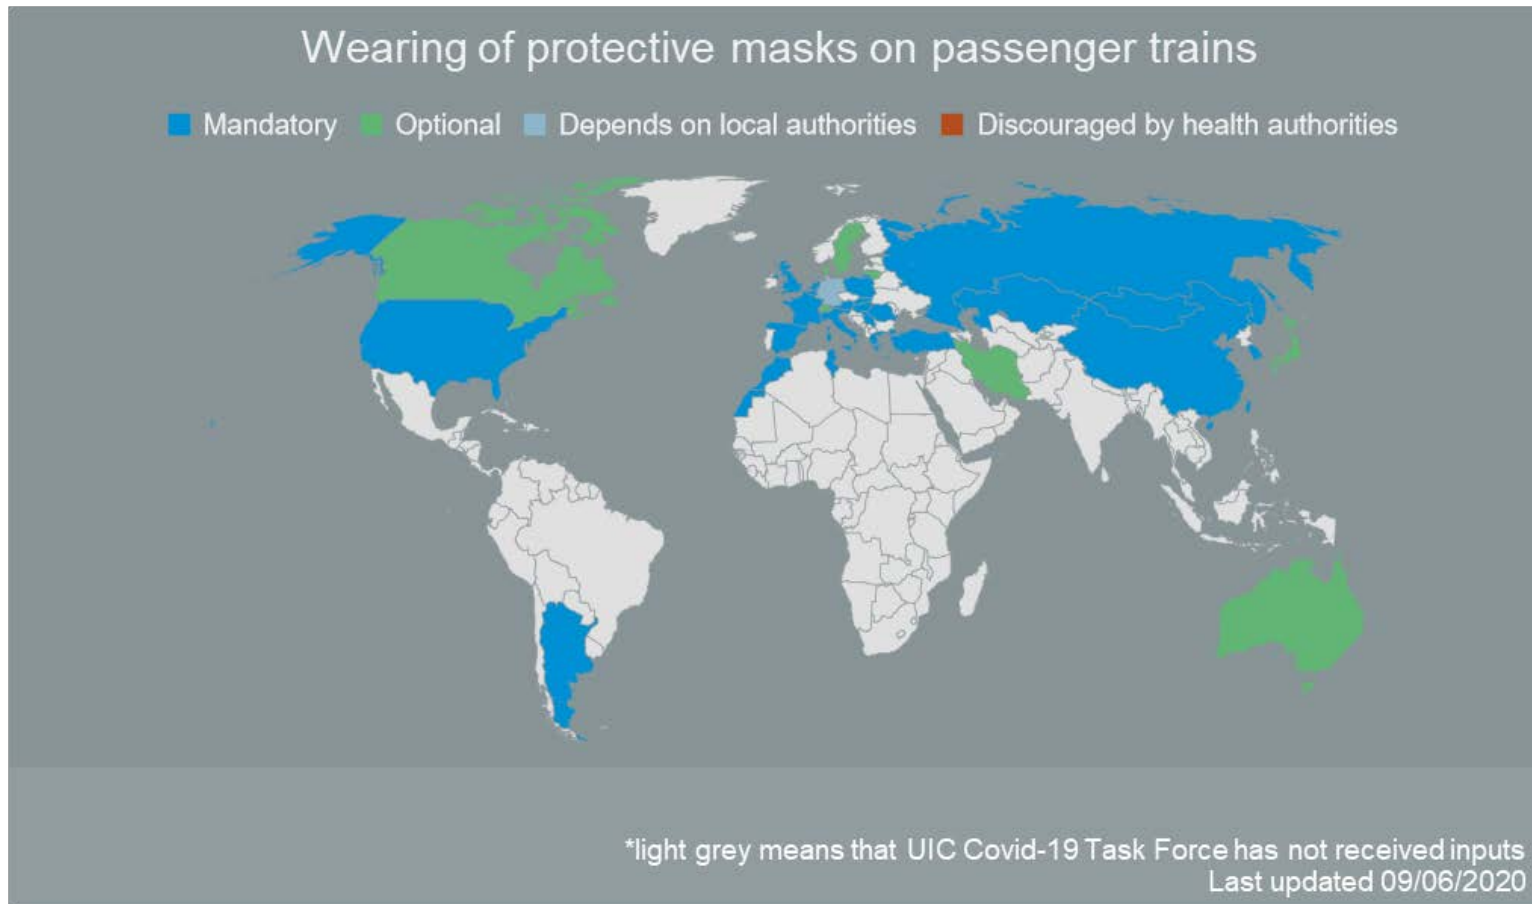 Wearing of protective masks on passenger trains
Mandatory Optional Depends on local authorities Discouraged by health authorities
*light grey means that UIC Covid-19 Task Force has not received inputs
Last updated 09/06/2020